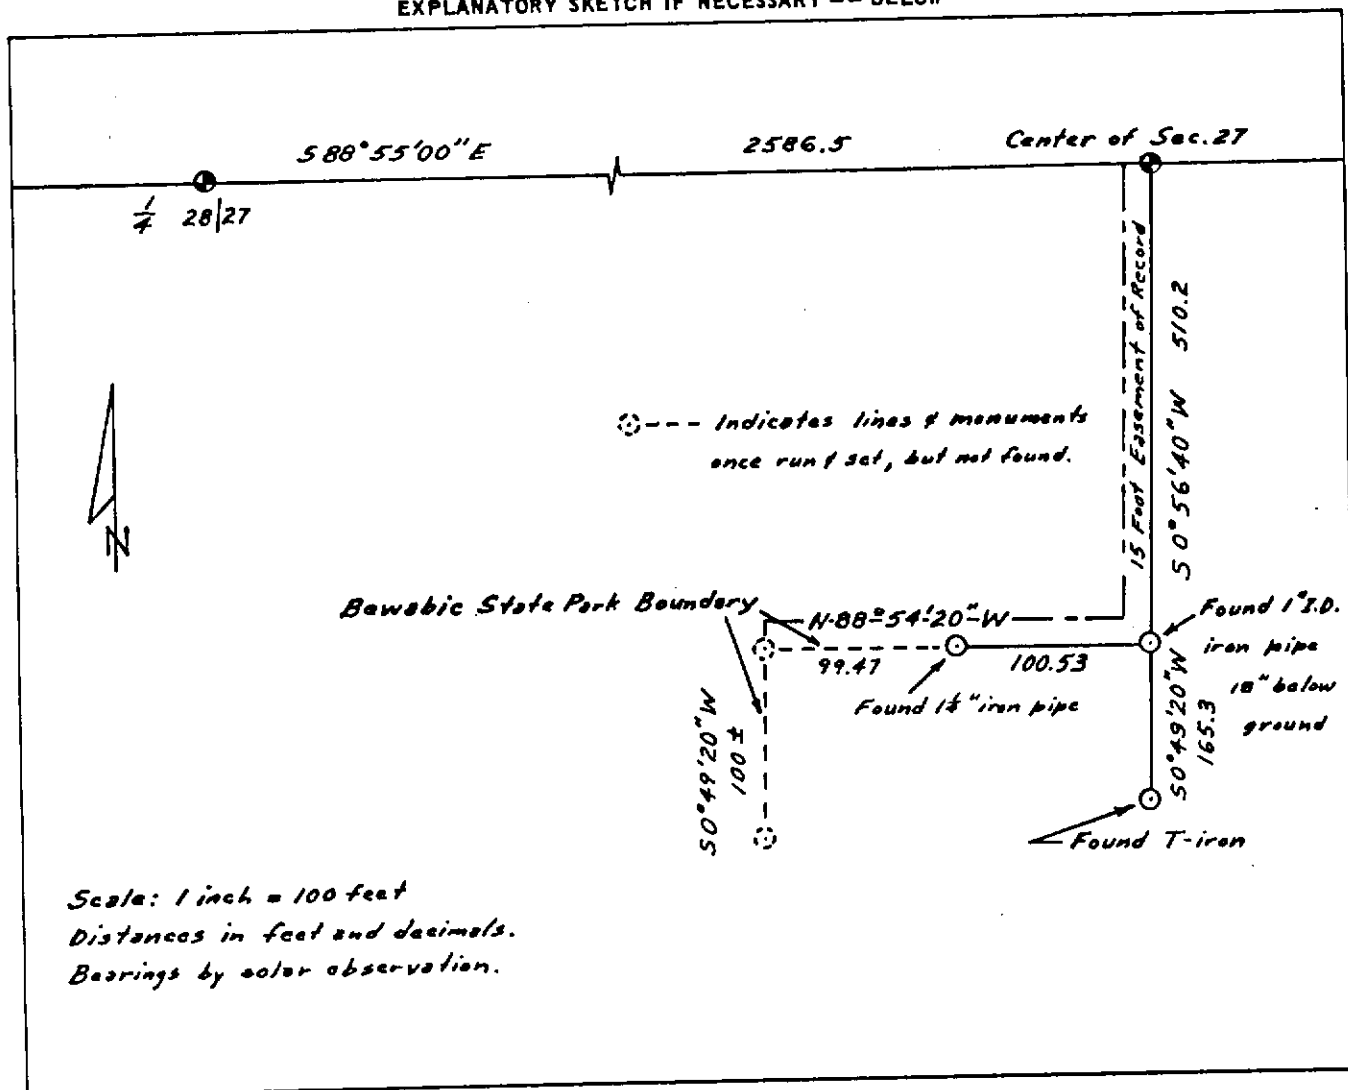 EXPLANATORY SKETCH IF NECESSARY -- BELOW
S 88°55'00" E
2586.5
Center of Sec. 27
1/4 28|27
15 Foot Easement of Record
S 0°56'40" W 510.2
Indicates lines & monuments
once run & set, but not found.
N
Bewabic State Park Boundary
N-88°-54'-20"-W
99.47
100.53
Found 1" I.D.
iron pipe
18" below
ground
Found 1¼" iron pipe
S 0°49'20" W
100 ±
S 0°49'20" W
165.3
Found T-iron
Scale: 1 inch = 100 feet
Distances in feet and decimals.
Bearings by solar observation.